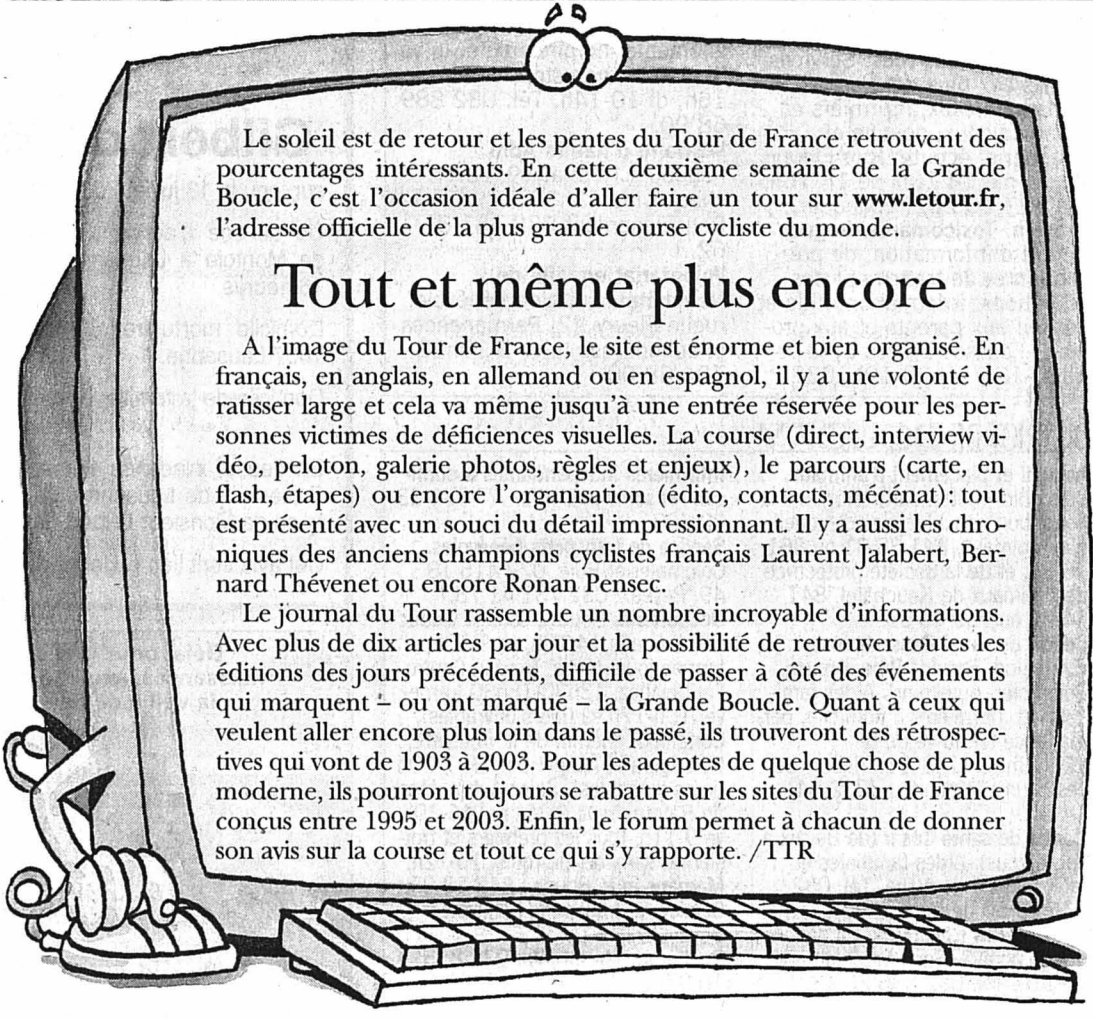 Le soleil est de retour et les pentes du Tour de France retrouvent des
pourcentages intéressants. En cette deuxième semaine de la Grande
Boucle, c'est l'occasion idéale d'aller faire un tour sur www.letour.fr,
l'adresse officielle de la plus grande course cycliste du monde.
Tout et même plus encore
A l'image du Tour de France, le site est énorme et bien organisé. En
français, en anglais, en allemand ou en espagnol, il y a une volonté de
ratisser large et cela va même jusqu'à une entrée réservée pour les per-
sonnes victimes de déficiences visuelles. La course (direct, interview vi-
déo, peloton, galerie photos, règles et enjeux), le parcours (carte, en
flash, étapes) ou encore l'organisation (édito, contacts, mécénat): tout
est présenté avec un souci du détail impressionnant. Il y a aussi les chro-
niques des anciens champions cyclistes français Laurent Jalabert, Ber-
nard Thévenet ou encore Ronan Pensec.
Le journal du Tour rassemble un nombre incroyable d'informations.
Avec plus de dix articles par jour et la possibilité de retrouver toutes les
éditions des jours précédents, difficile de passer à côté des événements
qui marquent – ou ont marqué – la Grande Boucle. Quant à ceux qui
veulent aller encore plus loin dans le passé, ils trouveront des rétrospec-
tives qui vont de 1903 à 2003. Pour les adeptes de quelque chose de plus
moderne, ils pourront toujours se rabattre sur les sites du Tour de France
conçus entre 1995 et 2003. Enfin, le forum permet à chacun de donner
son avis sur la course et tout ce qui s'y rapporte. /TTR